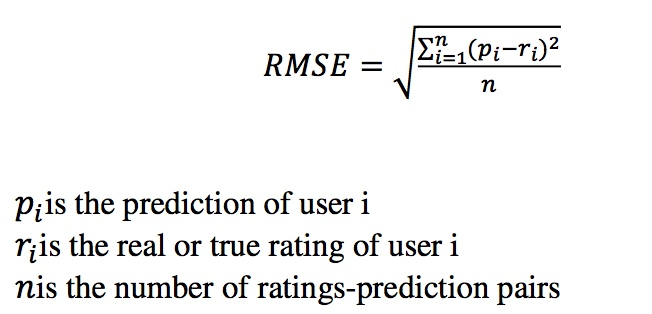 RMSE = √(Σⁿᵢ₌₁(pᵢ−rᵢ)²/n)
pᵢis the prediction of user i
rᵢis the real or true rating of user i
nis the number of ratings-prediction pairs